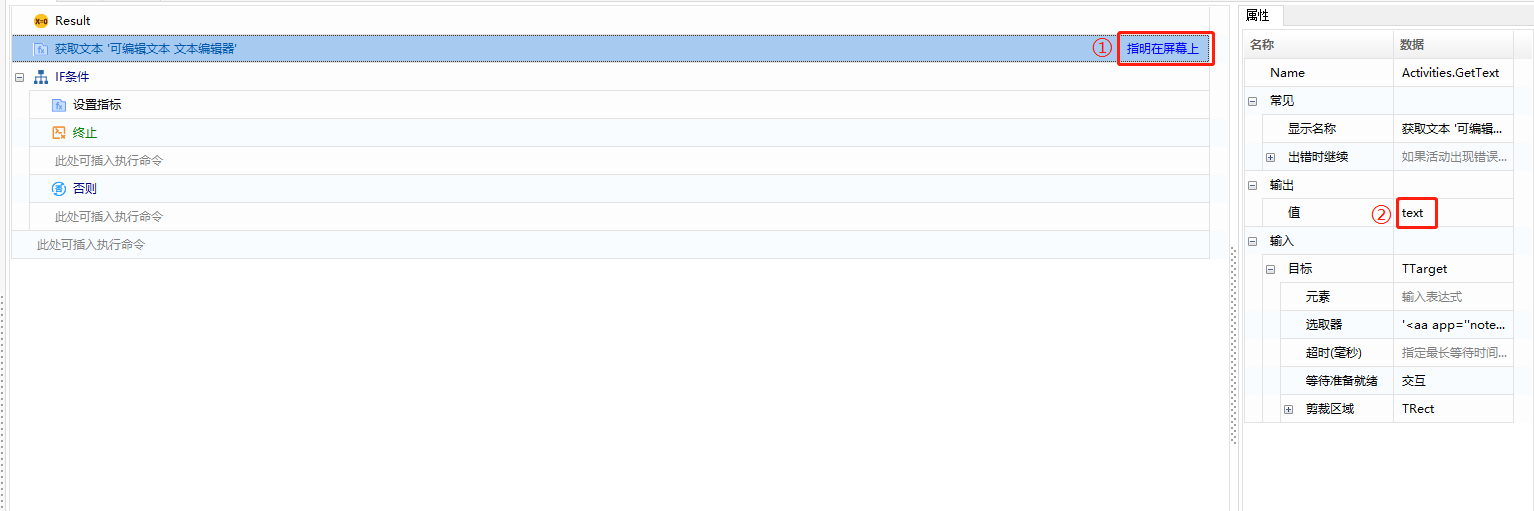 Result
获取文本 '可编辑文本 文本编辑器'
① 指明在屏幕上
IF条件
设置指标
终止
此处可插入执行命令
否则
此处可插入执行命令
此处可插入执行命令
属性
名称 数据
Name Activities.GetText
常见
显示名称 获取文本 '可编辑...
出错时继续 如果活动出现错误...
输出
值 ② text
输入
目标 TTarget
元素 输入表达式
选取器 '<aa app="note...
超时(毫秒) 指定最长等待时间...
等待准备就绪 交互
剪裁区域 TRect